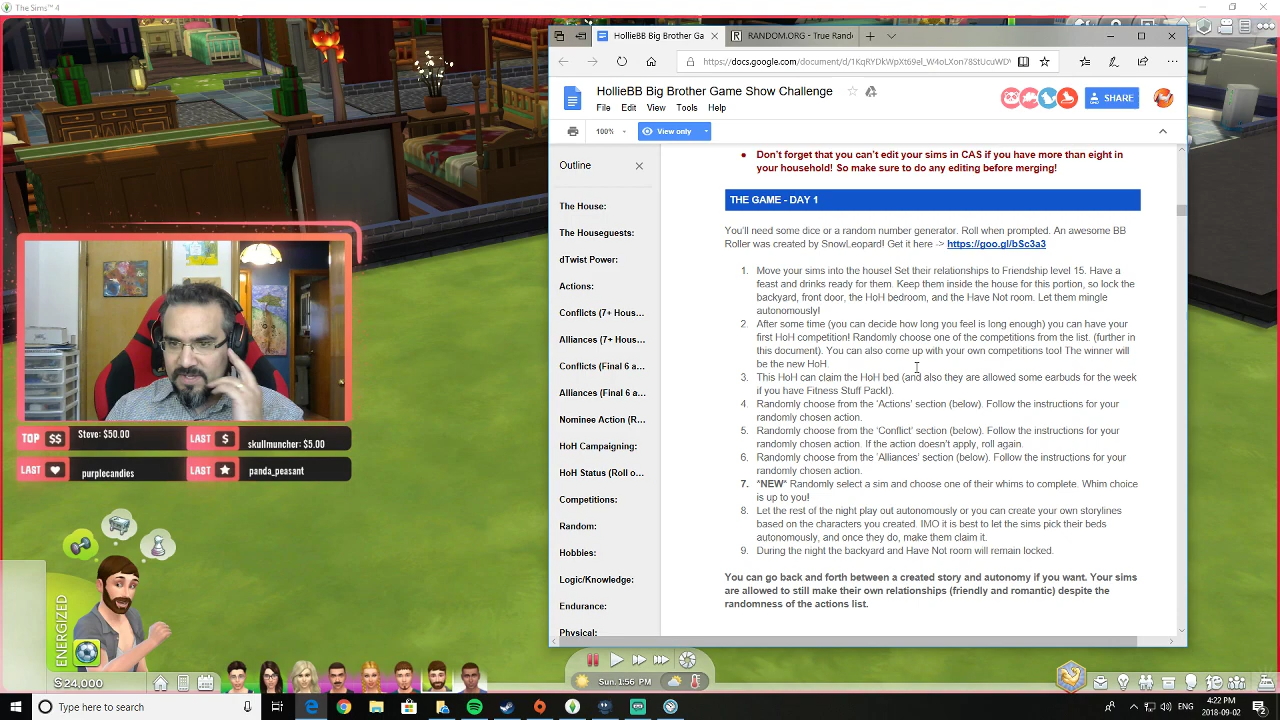 The Sims™ 4
HollieBB Big Brother Ga
RANDOM.ORG - True Rand
HollieBB Big Brother Game Show Challenge
File Edit View Tools Help
SHARE
100%
View only
Outline
The House:
The Houseguests:
dTwist Power:
Actions:
Conflicts (7+ Hous...
Alliances (7+ Hous...
Conflicts (Final 6 a...
Alliances (Final 6 a...
Nominee Action (R...
HoH Campaigning:
HoH Status (Roll o...
Competitions:
Random:
Hobbies:
Logic/Knowledge:
Endurance:
Physical:
• Don't forget that you can't edit your sims in CAS if you have more than eight in
your household! So make sure to do any editing before merging!
THE GAME - DAY 1
You'll need some dice or a random number generator. Roll when prompted. An awesome BB
Roller was created by SnowLeopard! Get it here -> https://goo.gl/bSc3a3
1. Move your sims into the house! Set their relationships to Friendship level 15. Have a
feast and drinks ready for them. Keep them inside the house for this portion, so lock the
backyard, front door, the HoH bedroom, and the Have Not room. Let them mingle
autonomously!
2. After some time (you can decide how long you feel is long enough) you can have your
first HoH competition! Randomly choose one of the competitions from the list. (further in
this document). You can also come up with your own competitions too! The winner will
be the new HoH.
3. This HoH can claim the HoH bed (and also they are allowed some earbuds for the week
if you have Fitness Stuff Pack!).
4. Randomly choose from the 'Actions' section (below). Follow the instructions for your
randomly chosen action.
5. Randomly choose from the 'Conflict' section (below). Follow the instructions for your
randomly chosen action. If the action doesn't apply, roll again.
6. Randomly choose from the 'Alliances' section (below). Follow the instructions for your
randomly chosen action.
7. *NEW* Randomly select a sim and choose one of their whims to complete. Whim choice
is up to you!
8. Let the rest of the night play out autonomously or you can create your own storylines
based on the characters you created. IMO it is best to let the sims pick their beds
autonomously, and once they do, make them claim it.
9. During the night the backyard and Have Not room will remain locked.
You can go back and forth between a created story and autonomy if you want. Your sims
are allowed to still make their own relationships (friendly and romantic) despite the
randomness of the actions list.
TOP $$ Steve: $50.00
LAST $ skullmuncher: $5.00
LAST purplecandies
LAST panda_peasant
ENERGIZED
§24,000
Sun. 1:56 PM
Type here to search
ENG
4:22 PM
2018-09-02